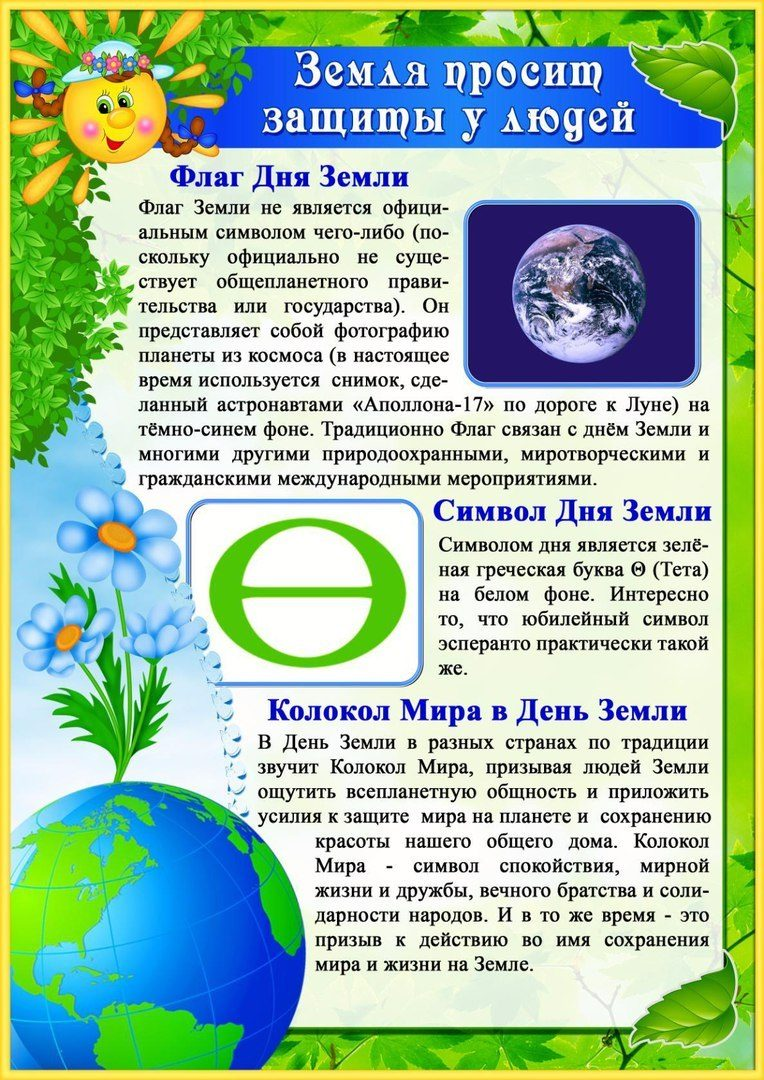 Земля просит
защиты у людей
Флаг Дня Земли
Флаг Земли не является офици-
альным символом чего-либо (по-
скольку официально не суще-
ствует общепланетного прави-
тельства или государства). Он
представляет собой фотографию
планеты из космоса (в настоящее
время используется снимок, сде-
ланный астронавтами «Аполлона-17» по дороге к Луне) на
тёмно-синем фоне. Традиционно Флаг связан с днём Земли и
многими другими природоохранными, миротворческими и
гражданскими международными мероприятиями.
Символ Дня Земли
Символом дня является зелё-
ная греческая буква Θ (Тета)
на белом фоне. Интересно
то, что юбилейный символ
эсперанто практически такой
же.
Колокол Мира в День Земли
В День Земли в разных странах по традиции
звучит Колокол Мира, призывая людей Земли
ощутить всепланетную общность и приложить
усилия к защите мира на планете и сохранению
красоты нашего общего дома. Колокол
Мира - символ спокойствия, мирной
жизни и дружбы, вечного братства и соли-
дарности народов. И в то же время - это
призыв к действию во имя сохранения
мира и жизни на Земле.